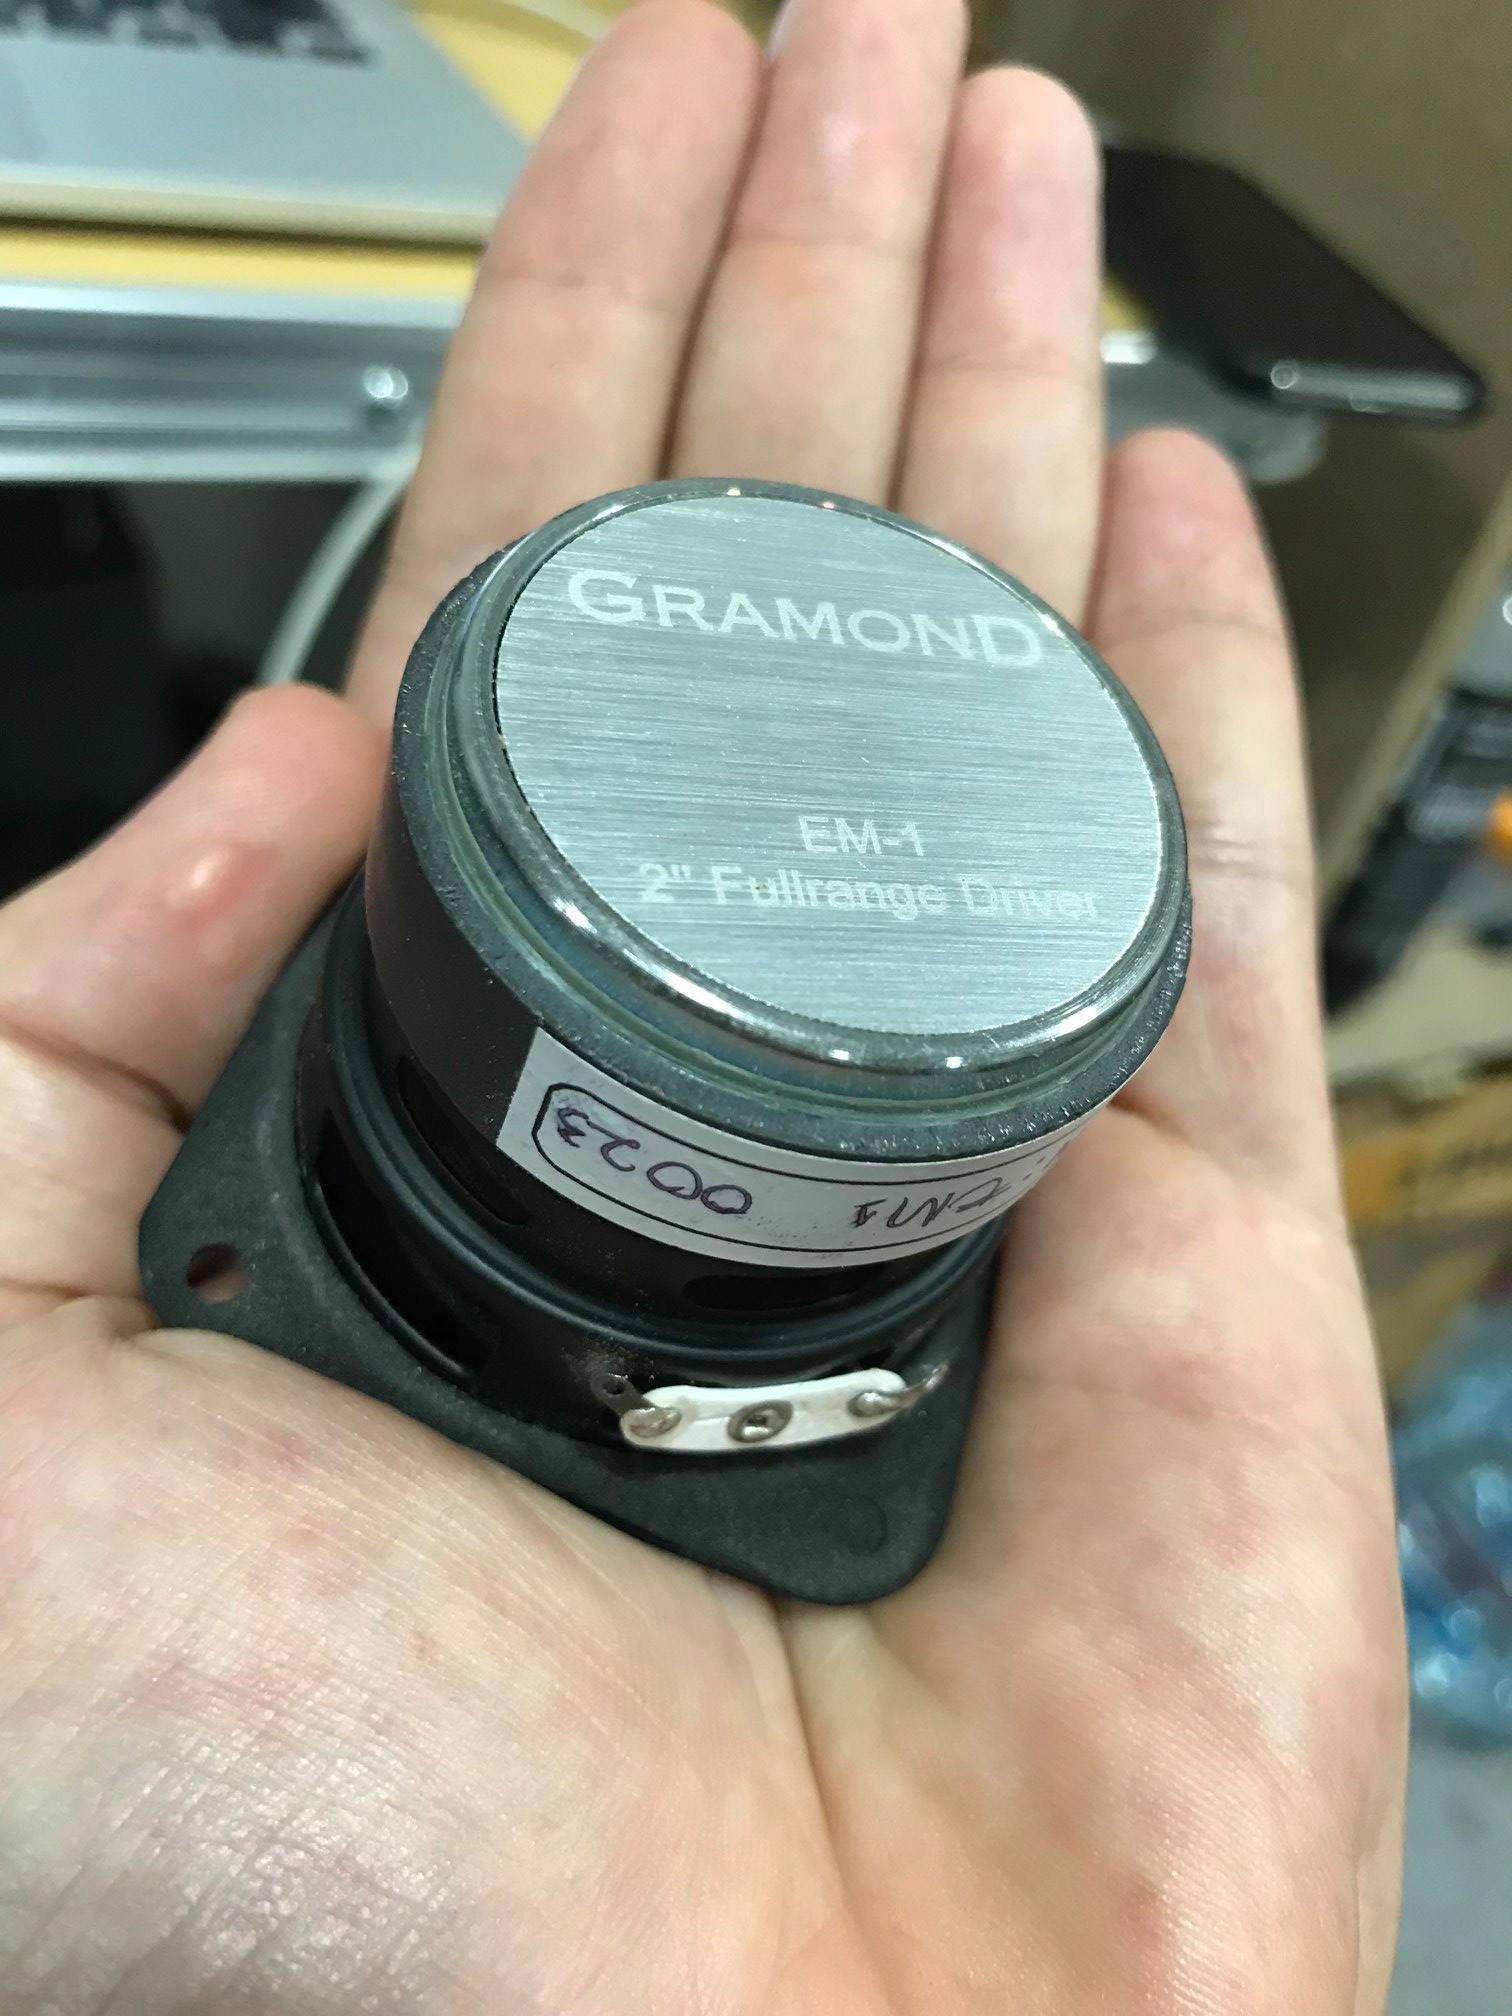 GRAMOND
EM-1
2" Fullrange Driver
0023